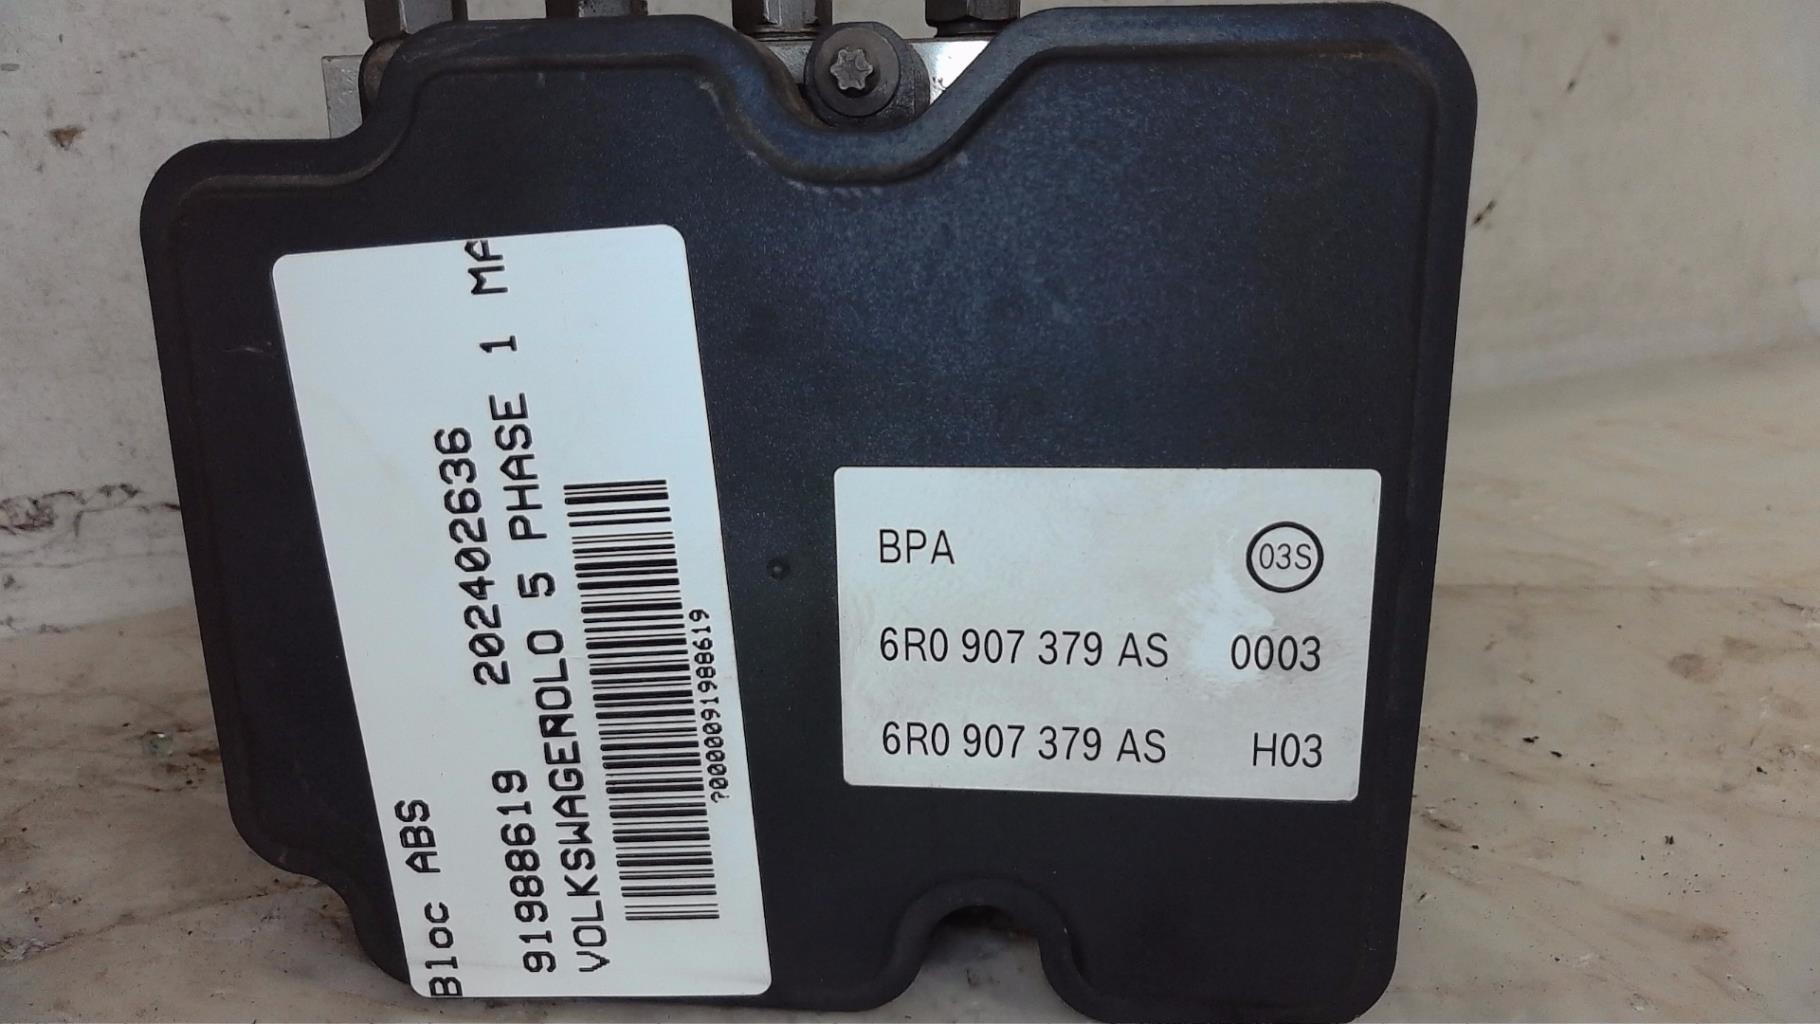 Bloc ABS
91988619 202402636
VOLKSWAGEROLO 5 PHASE 1 MA
?0000091988619
BPA 03S
6R0 907 379 AS 0003
6R0 907 379 AS H03